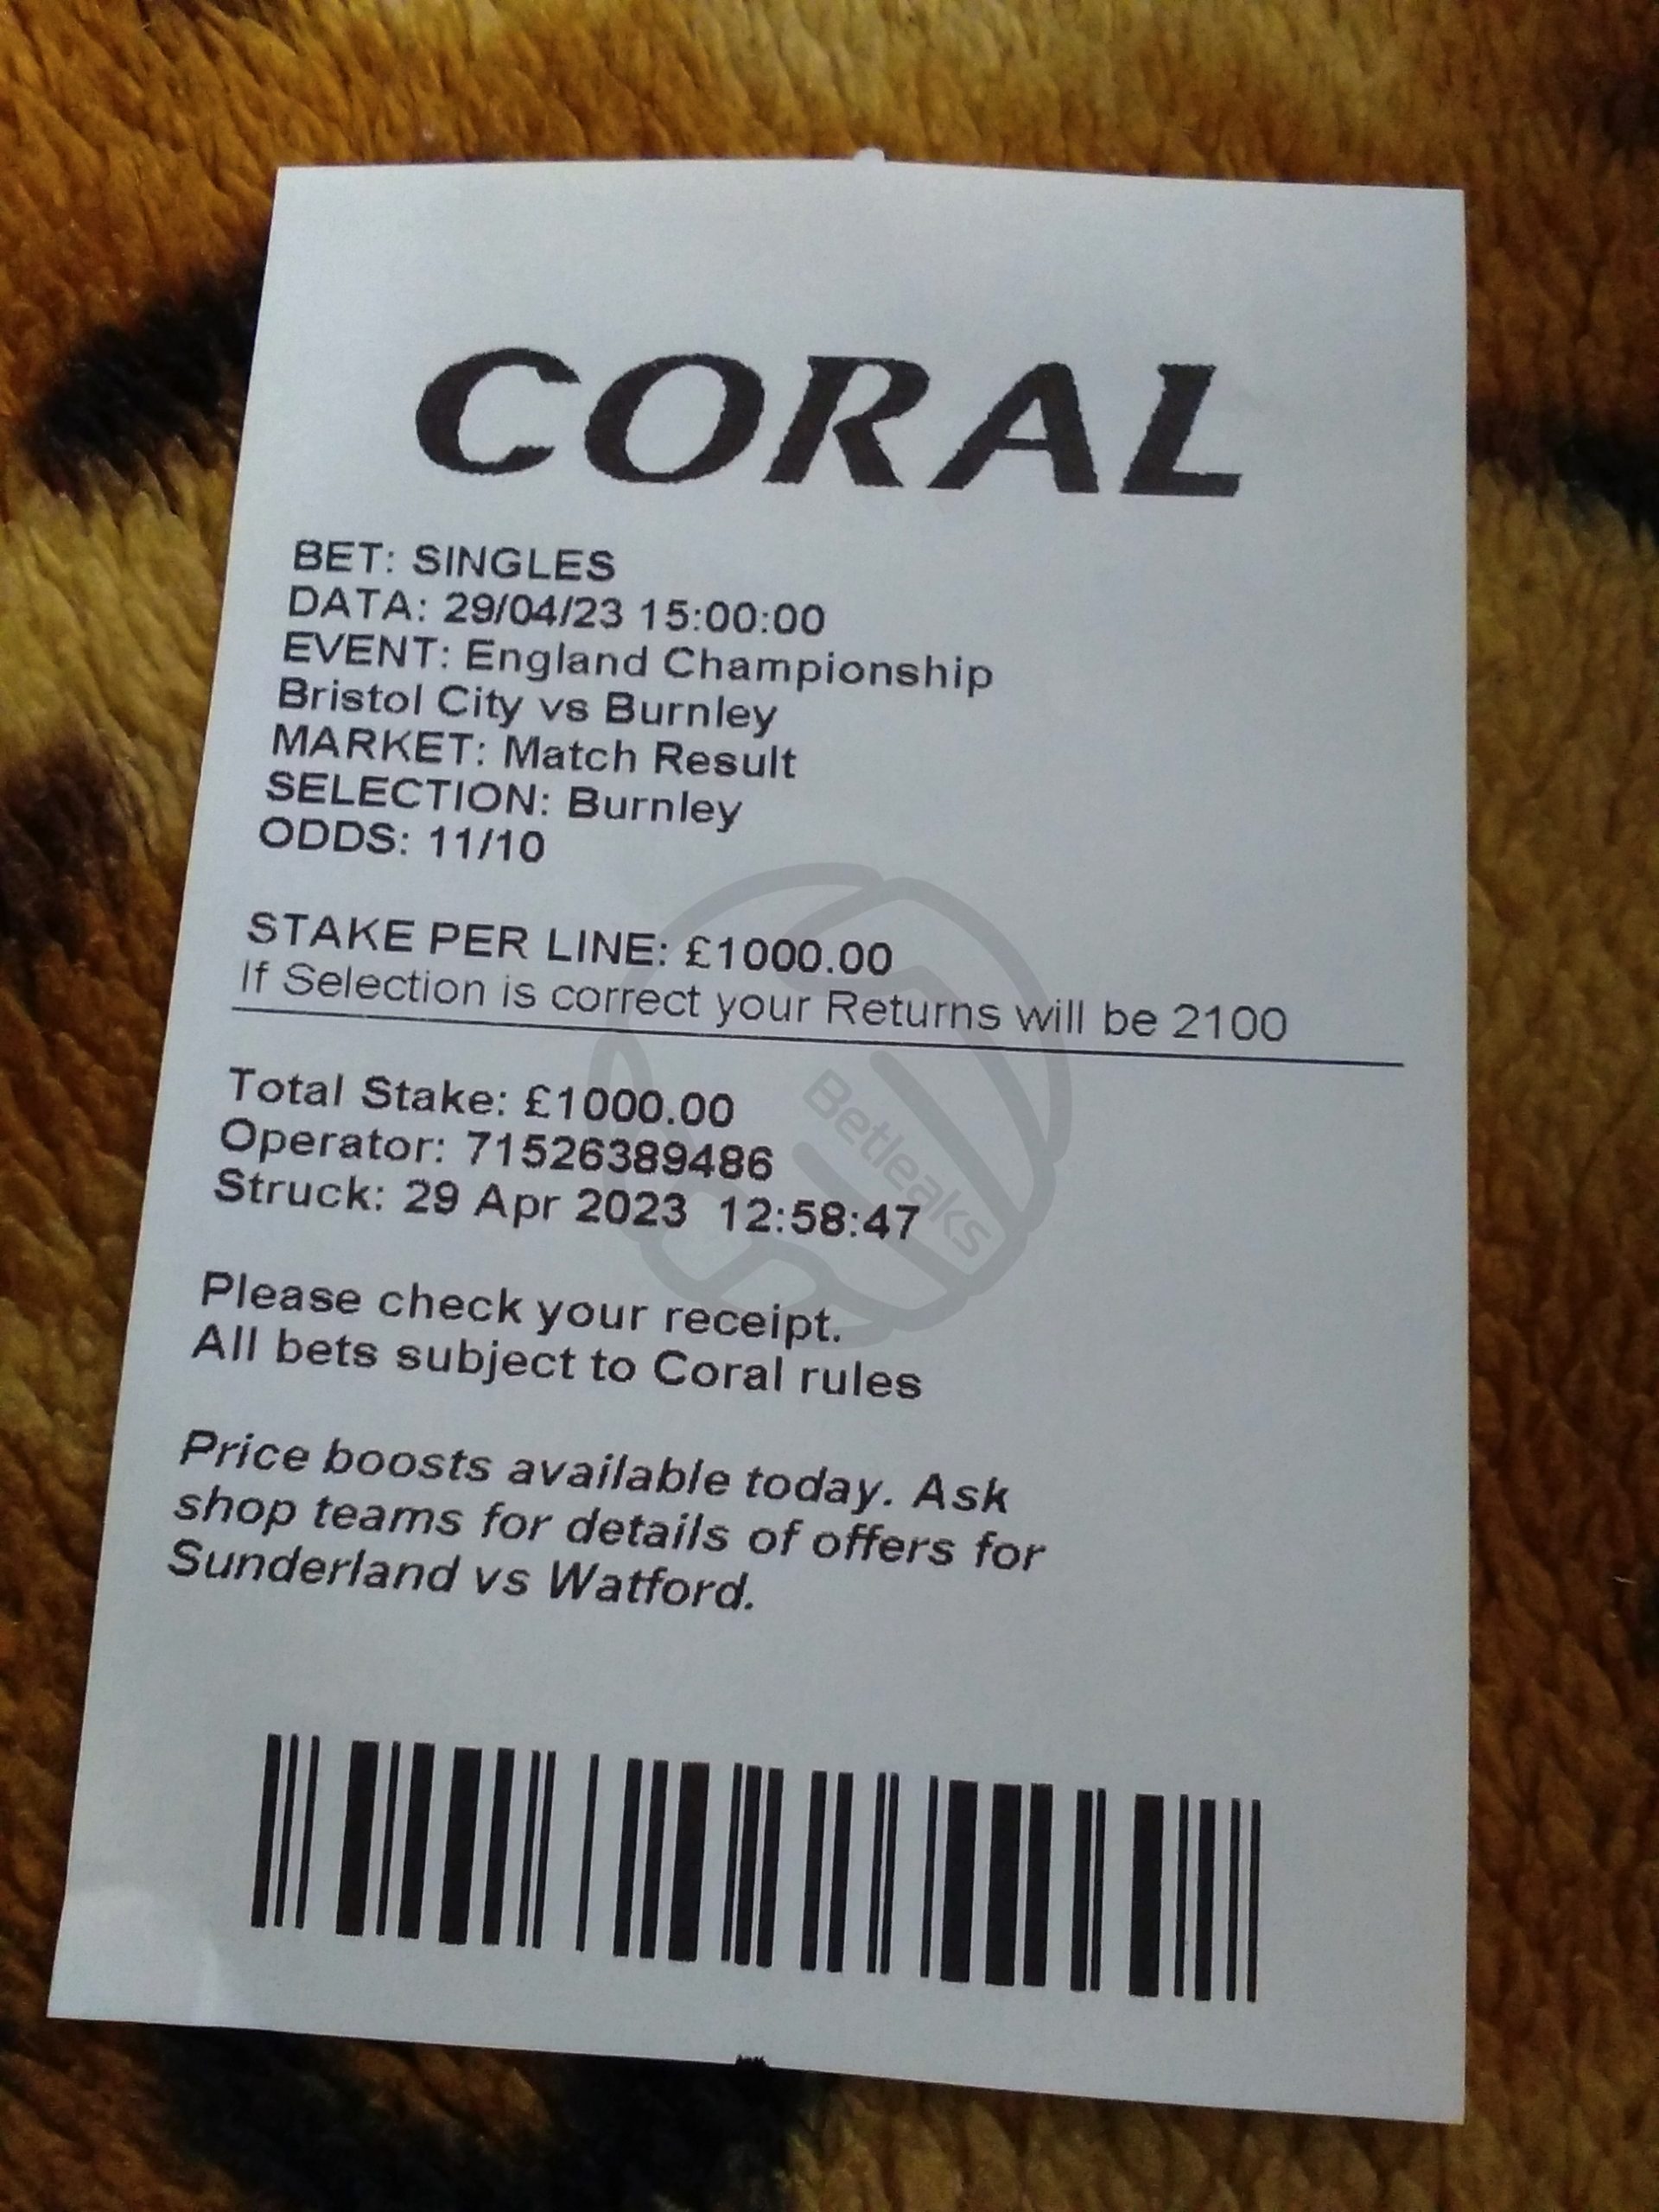 CORAL
BET: SINGLES
DATA: 29/04/23 15:00:00
EVENT: England Championship
Bristol City vs Burnley
MARKET: Match Result
SELECTION: Burnley
ODDS: 11/10
STAKE PER LINE: £1000.00
If Selection is correct your Returns will be 2100
Total Stake: £1000.00
Operator: 71526389486
Struck: 29 Apr 2023 12:58:47
Betleaks
Please check your receipt.
All bets subject to Coral rules
Price boosts available today. Ask
shop teams for details of offers for
Sunderland vs Watford.